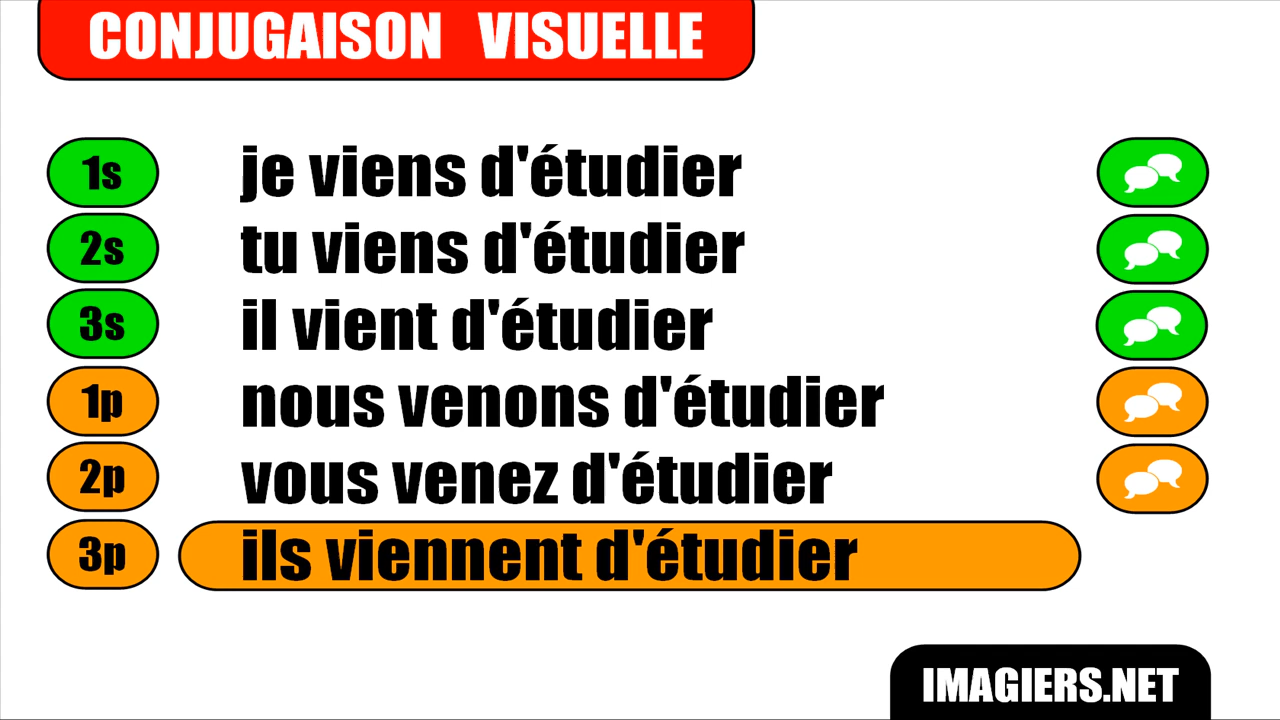 CONJUGAISON VISUELLE
1s je viens d'étudier
2s tu viens d'étudier
3s il vient d'étudier
1p nous venons d'étudier
2p vous venez d'étudier
3p ils viennent d'étudier
IMAGIERS.NET